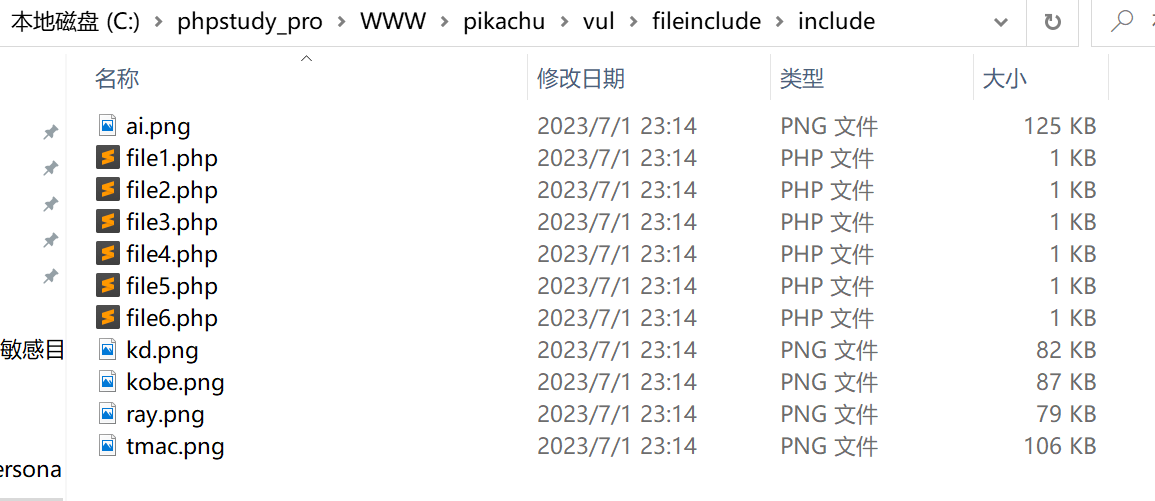 本地磁盘 (C:) > phpstudy_pro > WWW > pikachu > vul > fileinclude > include
名称 修改日期 类型 大小
ai.png 2023/7/1 23:14 PNG 文件 125 KB
file1.php 2023/7/1 23:14 PHP 文件 1 KB
file2.php 2023/7/1 23:14 PHP 文件 1 KB
file3.php 2023/7/1 23:14 PHP 文件 1 KB
file4.php 2023/7/1 23:14 PHP 文件 1 KB
file5.php 2023/7/1 23:14 PHP 文件 1 KB
file6.php 2023/7/1 23:14 PHP 文件 1 KB
敏感目 kd.png 2023/7/1 23:14 PNG 文件 82 KB
kobe.png 2023/7/1 23:14 PNG 文件 87 KB
ray.png 2023/7/1 23:14 PNG 文件 79 KB
tmac.png 2023/7/1 23:14 PNG 文件 106 KB
ersona